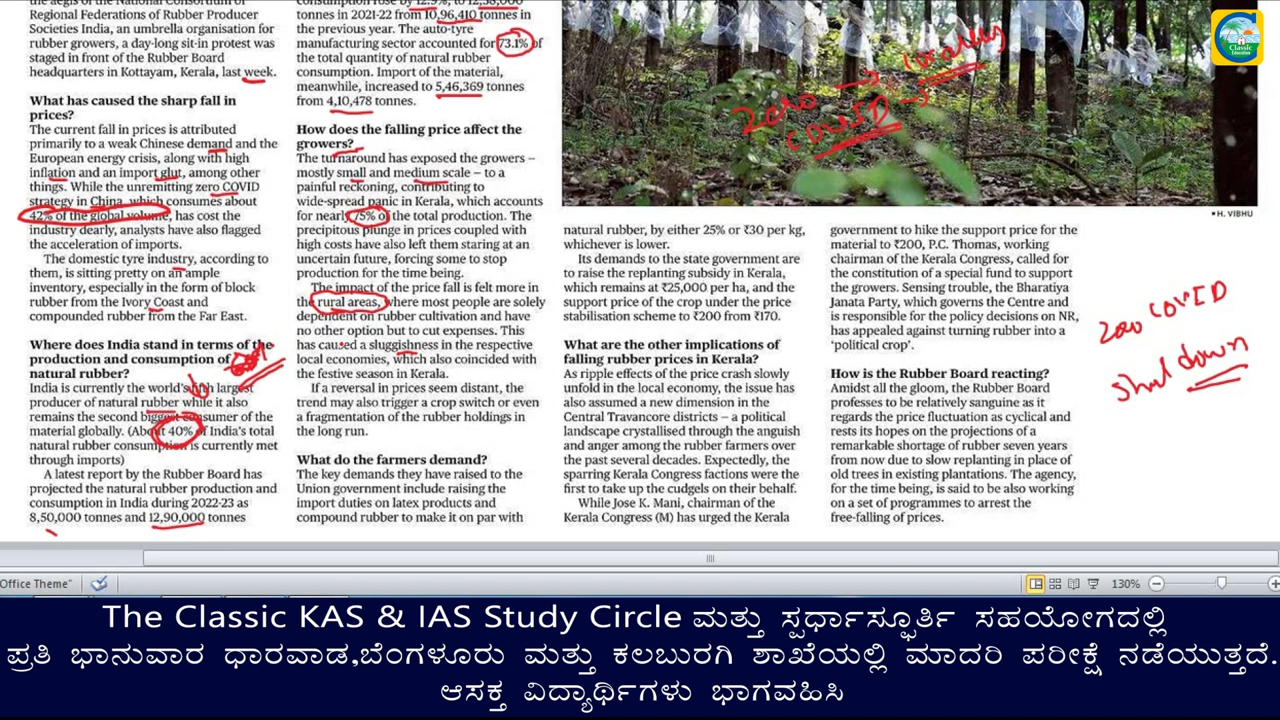 the aegis of the National Consortium of
Regional Federations of Rubber Producer
Societies India, an umbrella organisation for
rubber growers, a day-long sit-in protest was
staged in front of the Rubber Board
headquarters in Kottayam, Kerala, last week.
What has caused the sharp fall in
prices?
The current fall in prices is attributed
primarily to a weak Chinese demand and the
European energy crisis, along with high
inflation and an import glut, among other
things. While the unremitting zero COVID
strategy in China, which consumes about
42% of the global volume, has cost the
industry dearly, analysts have also flagged
the acceleration of imports.
The domestic tyre industry, according to
them, is sitting pretty on an ample
inventory, especially in the form of block
rubber from the Ivory Coast and
compounded rubber from the Far East.
Where does India stand in terms of the
production and consumption of
natural rubber?
India is currently the world's fifth largest
producer of natural rubber while it also
remains the second biggest consumer of the
material globally. (About 40% of India's total
natural rubber consumption is currently met
through imports)
A latest report by the Rubber Board has
projected the natural rubber production and
consumption in India during 2022-23 as
8,50,000 tonnes and 12,90,000 tonnes
consumption rose by 12.9%, to 12,38,000
tonnes in 2021-22 from 10,96,410 tonnes in
the previous year. The auto-tyre
manufacturing sector accounted for 73.1% of
the total quantity of natural rubber
consumption. Import of the material,
meanwhile, increased to 5,46,369 tonnes
from 4,10,478 tonnes.
How does the falling price affect the
growers?
The turnaround has exposed the growers –
mostly small and medium scale – to a
painful reckoning, contributing to
wide-spread panic in Kerala, which accounts
for nearly 75% of the total production. The
precipitous plunge in prices coupled with
high costs have also left them staring at an
uncertain future, forcing some to stop
production for the time being.
The impact of the price fall is felt more in
the rural areas, where most people are solely
dependent on rubber cultivation and have
no other option but to cut expenses. This
has caused a sluggishness in the respective
local economies, which also coincided with
the festive season in Kerala.
If a reversal in prices seem distant, the
trend may also trigger a crop switch or even
a fragmentation of the rubber holdings in
the long run.
What do the farmers demand?
The key demands they have raised to the
Union government include raising the
import duties on latex products and
compound rubber to make it on par with
zero →
COVID
H. VIBHU
natural rubber, by either 25% or ₹30 per kg,
whichever is lower.
Its demands to the state government are
to raise the replanting subsidy in Kerala,
which remains at ₹25,000 per ha, and the
support price of the crop under the price
stabilisation scheme to ₹200 from ₹170.
What are the other implications of
falling rubber prices in Kerala?
As ripple effects of the price crash slowly
unfold in the local economy, the issue has
also assumed a new dimension in the
Central Travancore districts – a political
landscape crystallised through the anguish
and anger among the rubber farmers over
the past several decades. Expectedly, the
sparring Kerala Congress factions were the
first to take up the cudgels on their behalf.
While Jose K. Mani, chairman of the
Kerala Congress (M) has urged the Kerala
government to hike the support price for the
material to ₹200, P.C. Thomas, working
chairman of the Kerala Congress, called for
the constitution of a special fund to support
the growers. Sensing trouble, the Bharatiya
Janata Party, which governs the Centre and
is responsible for the policy decisions on NR,
has appealed against turning rubber into a
'political crop'.
How is the Rubber Board reacting?
Amidst all the gloom, the Rubber Board
professes to be relatively sanguine as it
regards the price fluctuation as cyclical and
rests its hopes on the projections of a
remarkable shortage of rubber seven years
from now due to slow replanting in place of
old trees in existing plantations. The agency,
for the time being, is said to be also working
on a set of programmes to arrest the
free-falling of prices.
zero COVID
shut down
Classic
Education
Office Theme"
130%
The Classic KAS & IAS Study Circle ಮತ್ತು ಸ್ಪರ್ಧಾಸ್ಫೂರ್ತಿ ಸಹಯೋಗದಲ್ಲಿ
ಪ್ರತಿ ಭಾನುವಾರ ಧಾರವಾಡ,ಬೆಂಗಳೂರು ಮತ್ತು ಕಲಬುರಗಿ ಶಾಖೆಯಲ್ಲಿ ಮಾದರಿ ಪರೀಕ್ಷೆ ನಡೆಯುತ್ತದೆ.
ಆಸಕ್ತ ವಿದ್ಯಾರ್ಥಿಗಳು ಭಾಗವಹಿಸಿ